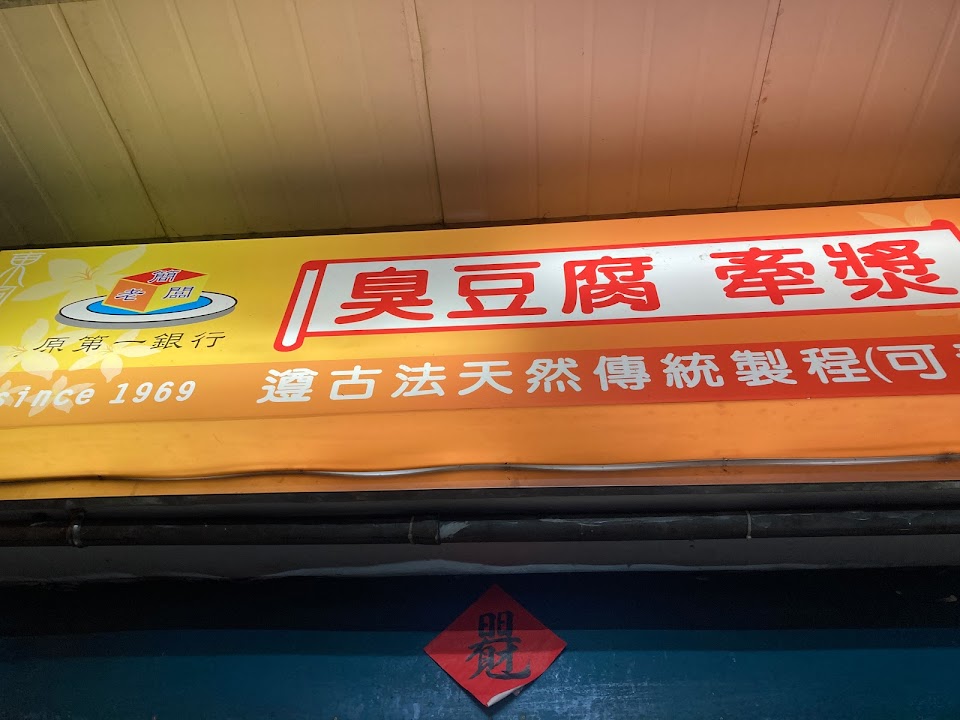 簡老闆
臭豆腐 牽漿
原第一銀行
since 1969
遵古法天然傳統製程(可